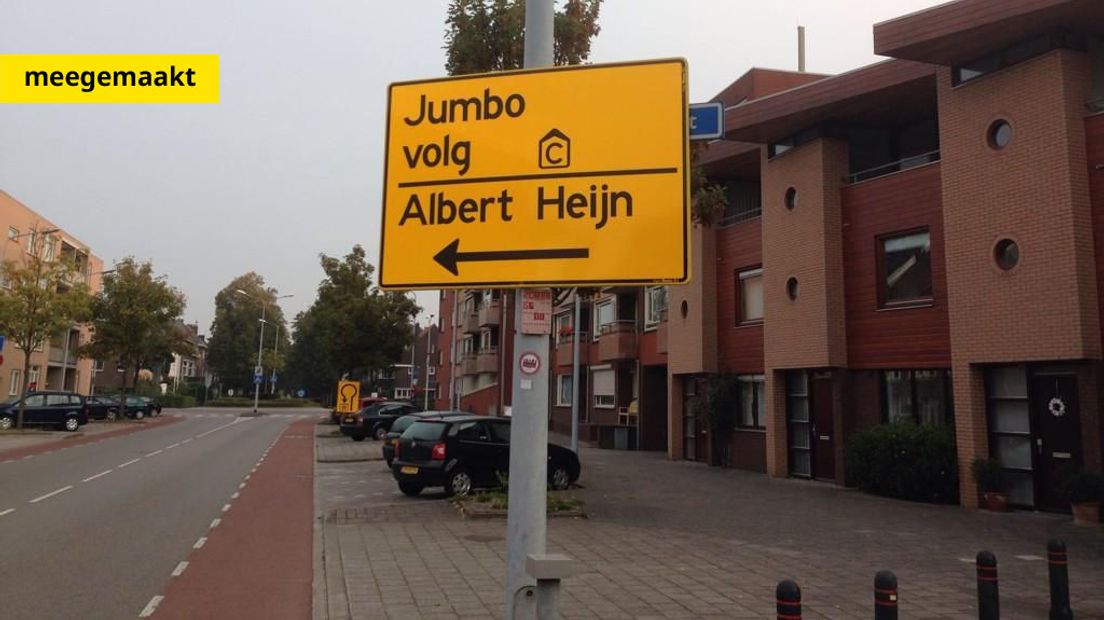 meegemaakt
Jumbo
volg C
Albert Heijn
t